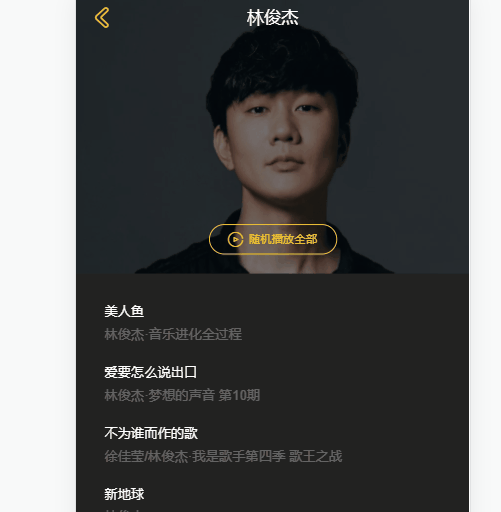 林俊杰
随机播放全部
美人鱼
林俊杰·音乐进化全过程
爱要怎么说出口
林俊杰·梦想的声音 第10期
不为谁而作的歌
徐佳莹/林俊杰·我是歌手第四季 歌王之战
新地球